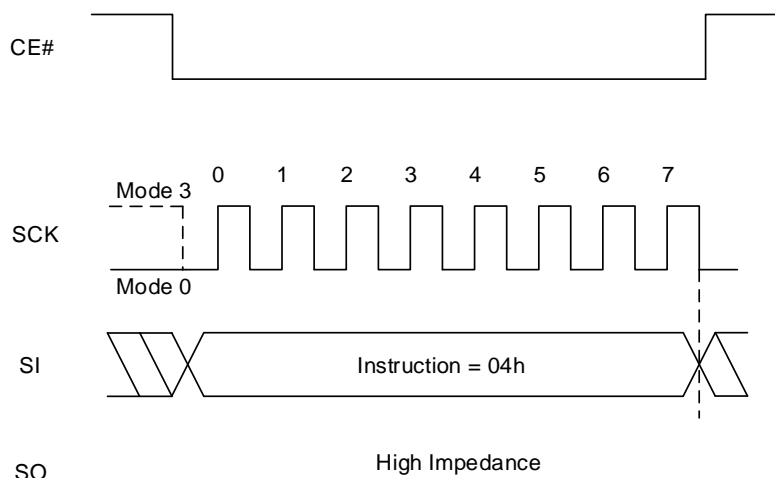 CE#
0 1 2 3 4 5 6 7
Mode 3
SCK
Mode 0
SI
Instruction = 04h
High Impedance
SO